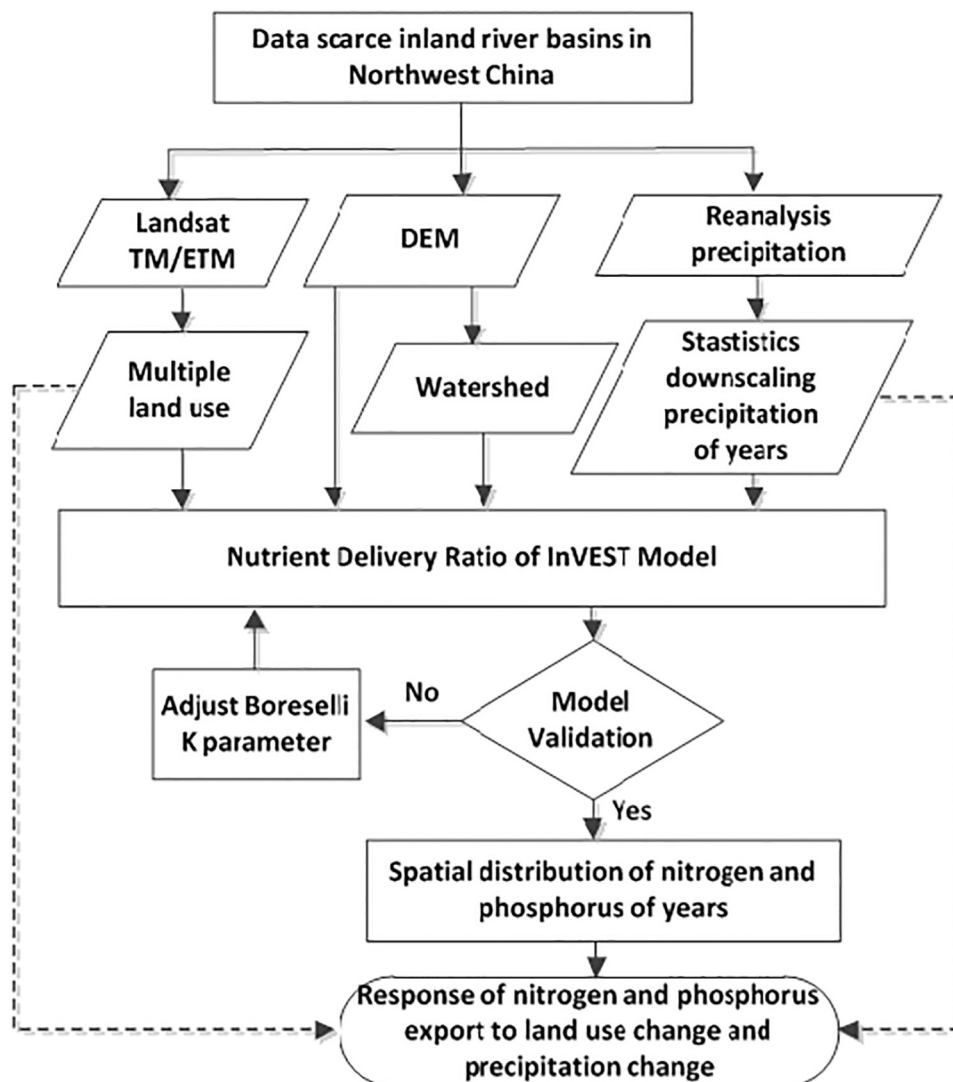 Data scarce inland river basins in
Northwest China
Landsat
TM/ETM
DEM
Reanalysis
precipitation
Multiple
land use
Watershed
Stastistics
downscaling
precipitation
of years
Nutrient Delivery Ratio of InVEST Model
Adjust Boreselli
K parameter
No
Model
Validation
Yes
Spatial distribution of nitrogen and
phosphorus of years
Response of nitrogen and phosphorus
export to land use change and
precipitation change